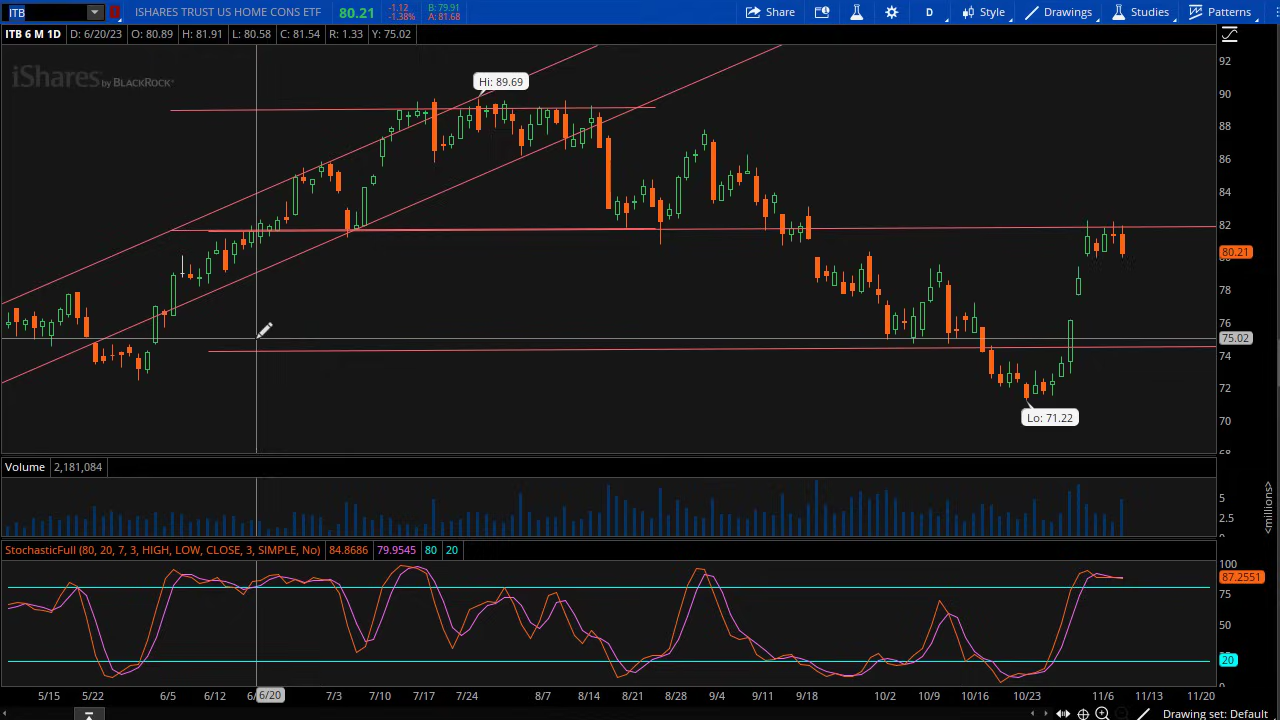 ITB ISHARES TRUST US HOME CONS ETF 80.21 -1.12 -1.38% B: 79.91 A: 81.68 Share D Style Drawings Studies Patterns
ITB 6 M 1D D: 6/20/23 O: 80.89 H: 81.91 L: 80.58 C: 81.54 R: 1.33 Y: 75.02
iShares by BLACKROCK
Hi: 89.69
92
90
88
86
84
82
80.21
78
76
75.02
74
72
Lo: 71.22
70
68
Volume 2,181,084
5
2.5
0
<millions>
StochasticFull (80, 20, 7, 3, HIGH, LOW, CLOSE, 3, SIMPLE, No) 84.8686 79.9545 80 20
100
87.2551
75
50
20
0
5/15 5/22 6/5 6/12 6/20 7/3 7/10 7/17 7/24 8/7 8/14 8/21 8/28 9/4 9/11 9/18 10/2 10/9 10/16 10/23 11/6 11/13 11/20
Drawing set: Default